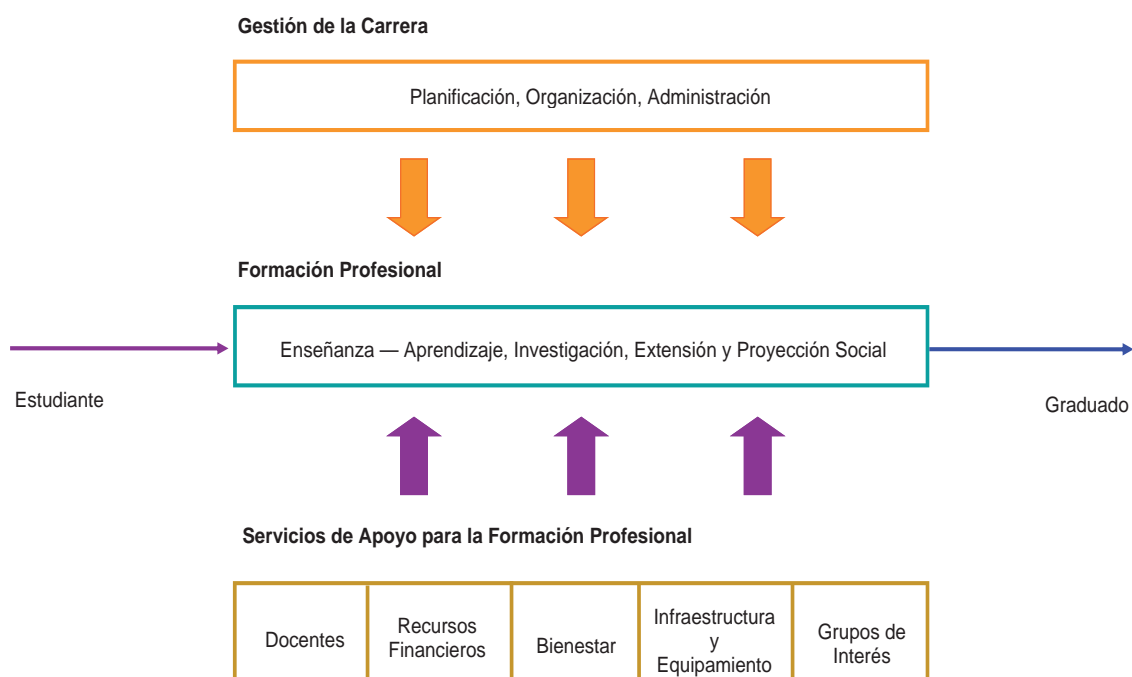 Gestión de la Carrera
Planificación, Organización, Administración
Formación Profesional
Enseñanza — Aprendizaje, Investigación, Extensión y Proyección Social
Estudiante
Graduado
Servicios de Apoyo para la Formación Profesional
Docentes
Recursos
Financieros
Bienestar
Infraestructura
y
Equipamiento
Grupos de
Interés